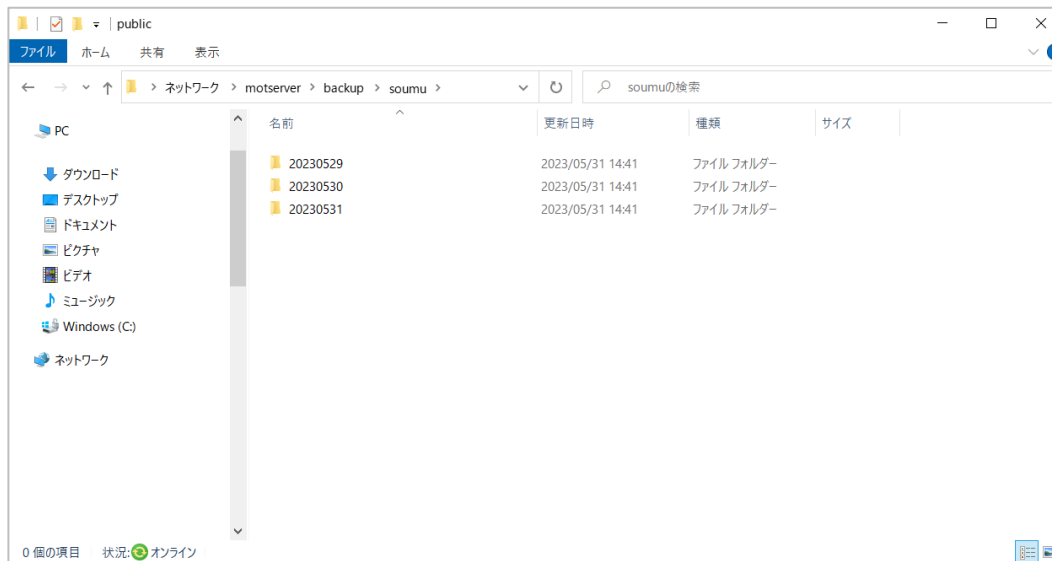 public
ファイル ホーム 共有 表示
ネットワーク > motserver > backup > soumu > soumuの検索
名前 更新日時 種類 サイズ
PC
ダウンロード
デスクトップ
ドキュメント
ピクチャ
ビデオ
ミュージック
Windows (C:)
ネットワーク
20230529 2023/05/31 14:41 ファイル フォルダー
20230530 2023/05/31 14:41 ファイル フォルダー
20230531 2023/05/31 14:41 ファイル フォルダー
0 個の項目 状況: オンライン